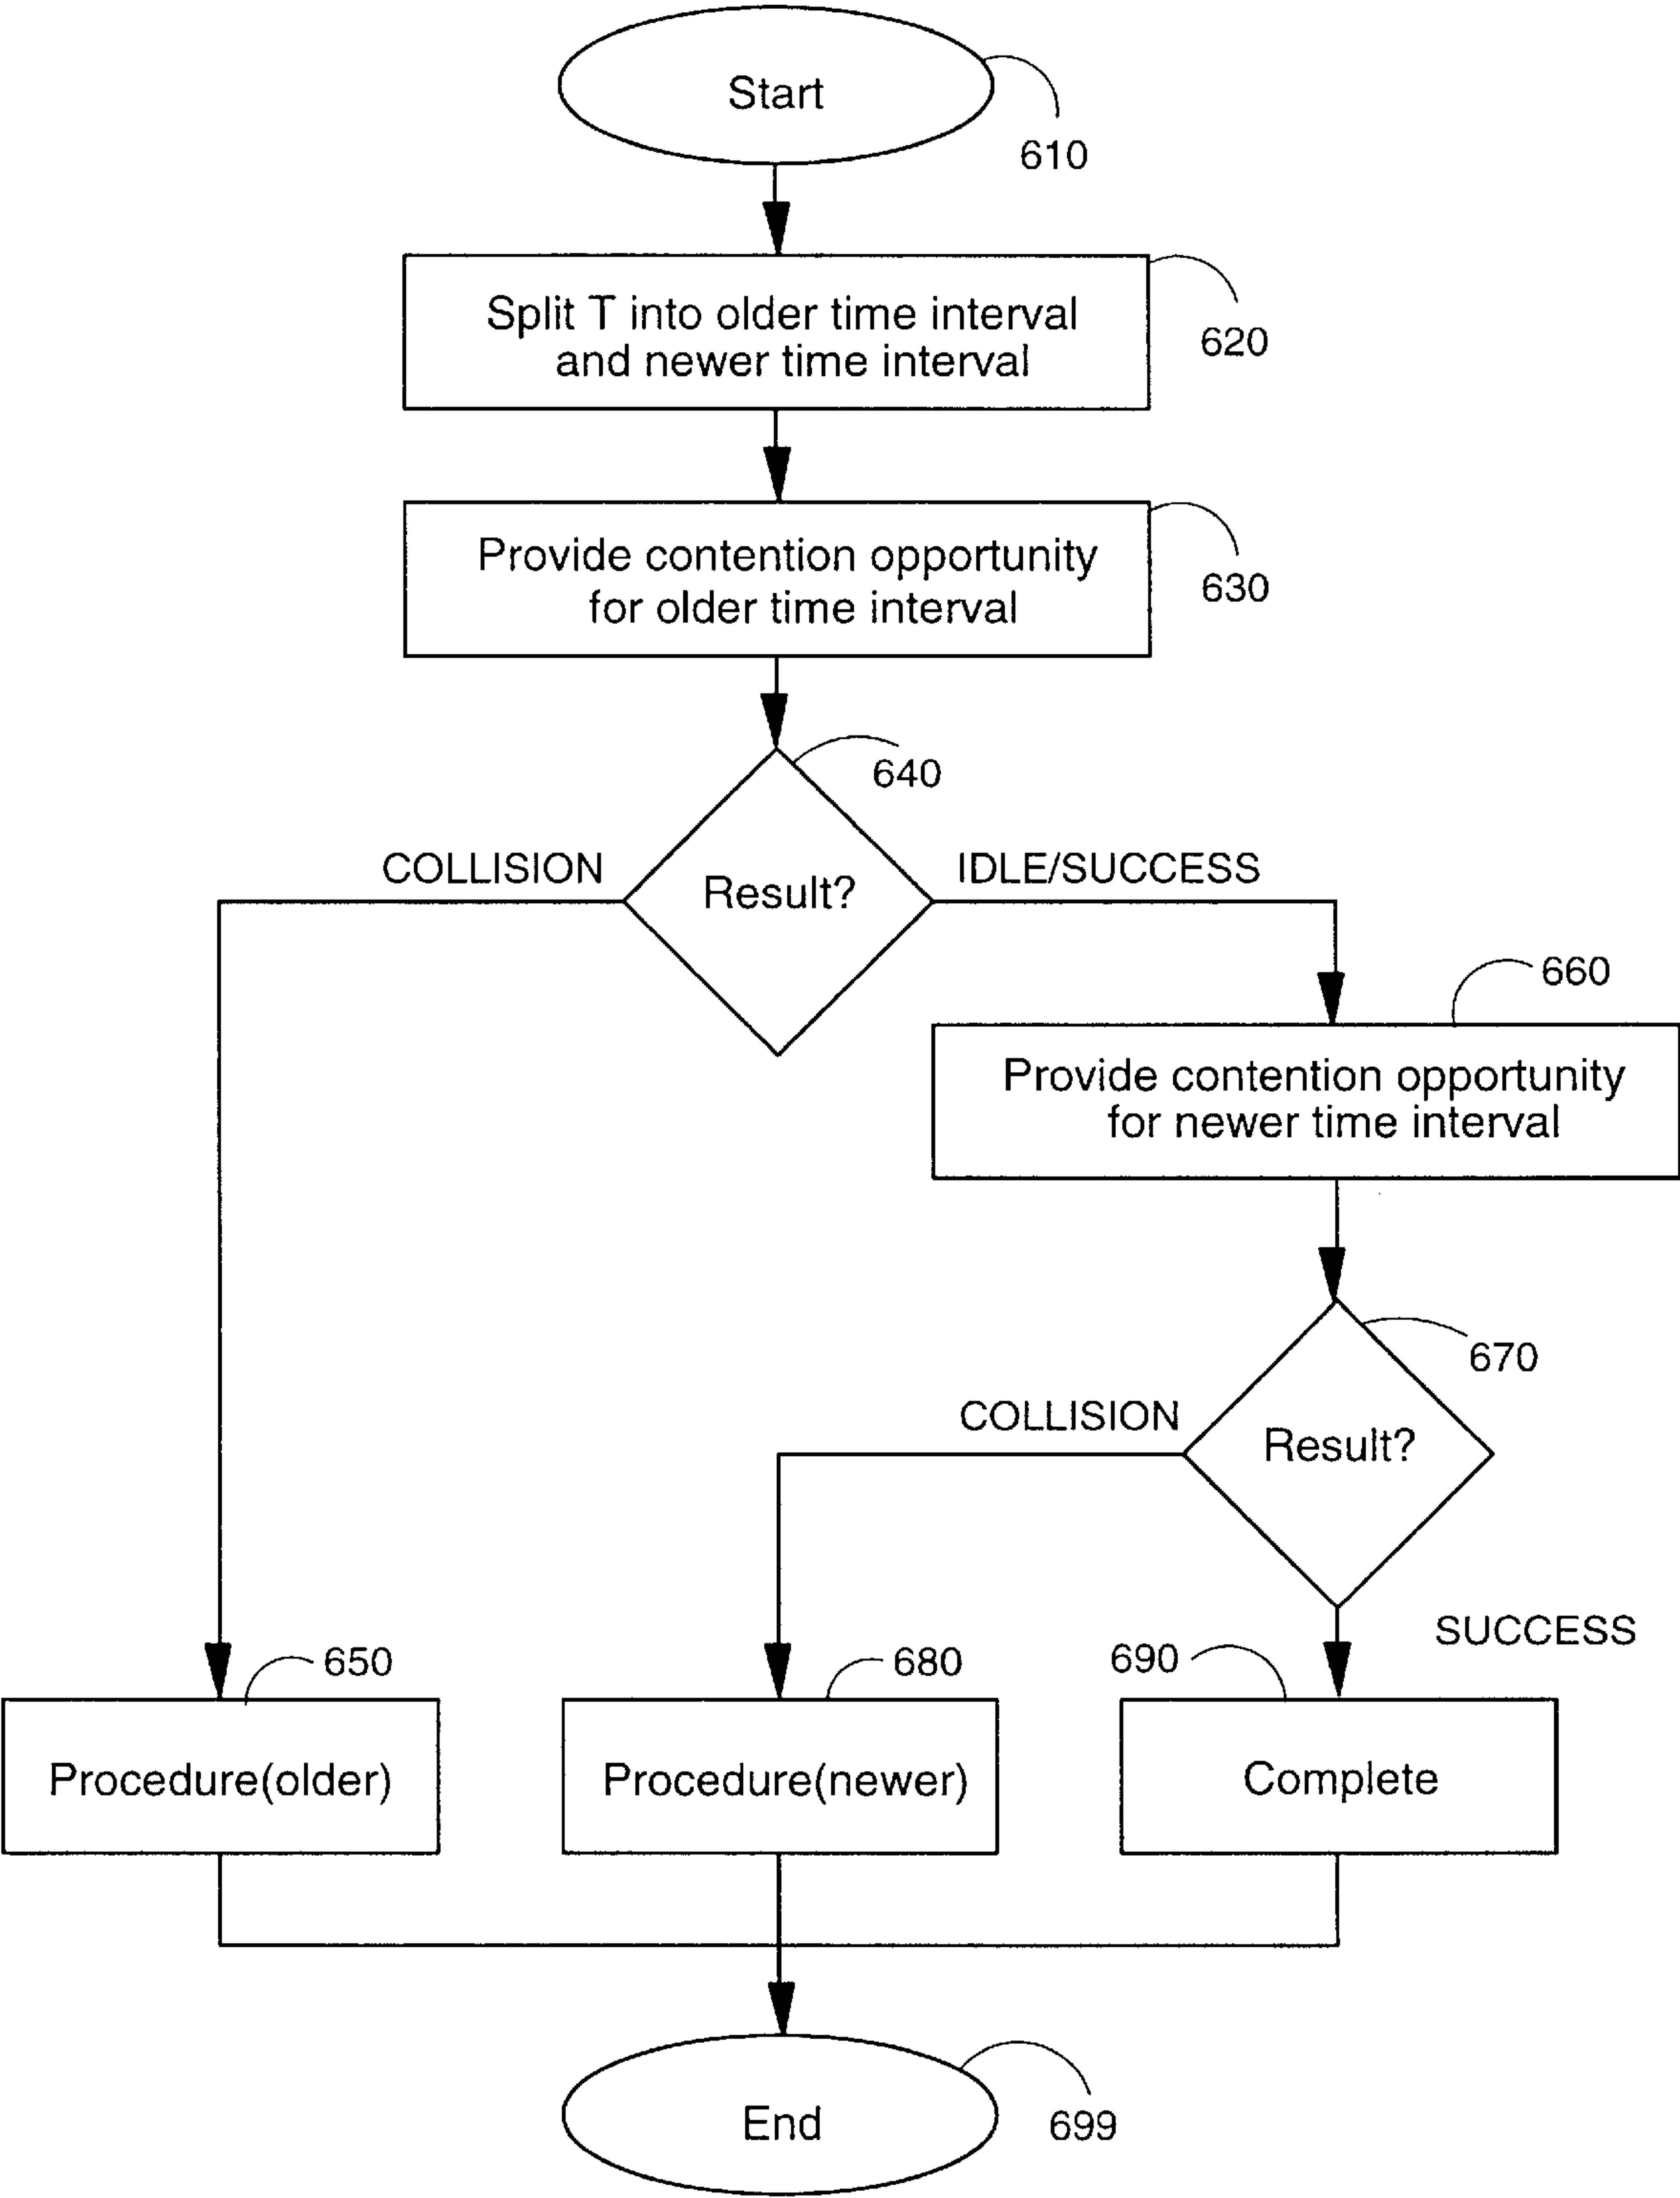 Start
610
Split T into older time interval
and newer time interval
620
Provide contention opportunity
for older time interval
630
640
COLLISION
Result?
IDLE/SUCCESS
660
Provide contention opportunity
for newer time interval
670
COLLISION
Result?
SUCCESS
650
680
690
Procedure(older)
Procedure(newer)
Complete
End
699